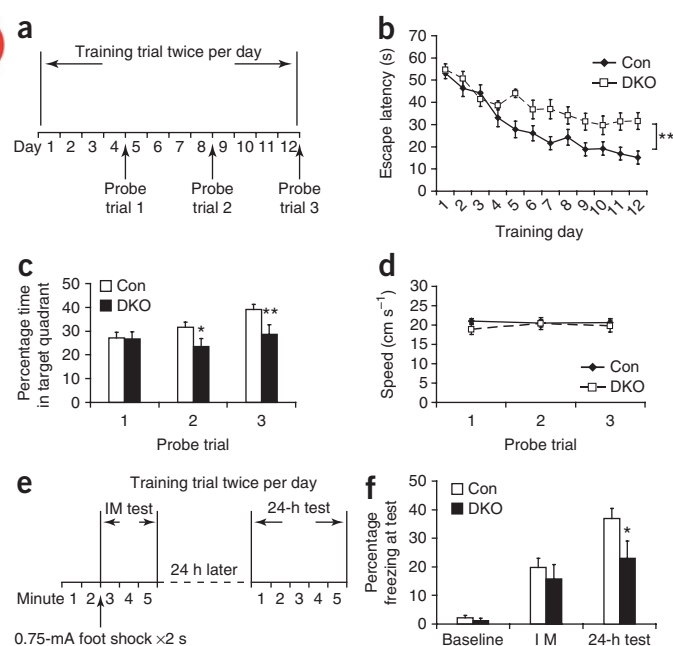 a
Training trial twice per day
Day 1 2 3 4 5 6 7 8 9 10 11 12
Probe trial 1
Probe trial 2
Probe trial 3
b
Escape latency (s)
70
60
50
40
30
20
10
0
Con
DKO
**
1 2 3 4 5 6 7 8 9 10 11 12
Training day
c
Percentage time
in target quadrant
50
40
30
20
10
0
Con
DKO
*
**
1 2 3
Probe trial
d
Speed (cm s⁻¹)
30
25
20
15
10
5
0
Con
DKO
1 2 3
Probe trial
e
Training trial twice per day
IM test
24-h test
24 h later
Minute 1 2 3 4 5
1 2 3 4 5
0.75-mA foot shock ×2 s
f
Percentage
freezing at test
50
40
30
20
10
0
Con
DKO
*
Baseline I M 24-h test